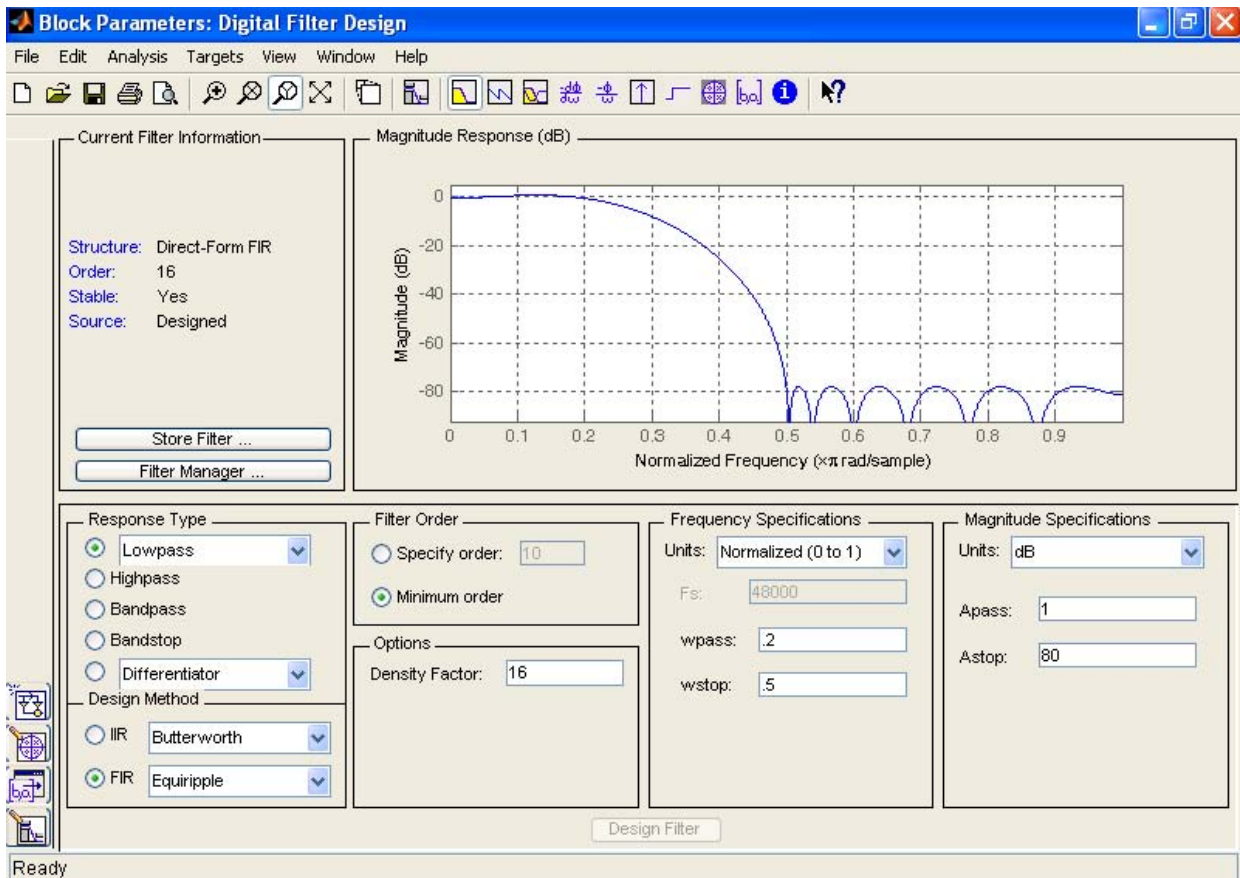 Block Parameters: Digital Filter Design
File Edit Analysis Targets View Window Help
Current Filter Information
Structure: Direct-Form FIR
Order: 16
Stable: Yes
Source: Designed
Store Filter ...
Filter Manager ...
Magnitude Response (dB)
0
-20
-40
-60
-80
Magnitude (dB)
0 0.1 0.2 0.3 0.4 0.5 0.6 0.7 0.8 0.9
Normalized Frequency (×π rad/sample)
Response Type
Lowpass
Highpass
Bandpass
Bandstop
Differentiator
Design Method
IIR Butterworth
FIR Equiripple
Filter Order
Specify order: 10
Minimum order
Options
Density Factor: 16
Frequency Specifications
Units: Normalized (0 to 1)
Fs: 48000
wpass: .2
wstop: .5
Magnitude Specifications
Units: dB
Apass: 1
Astop: 80
Design Filter
Ready